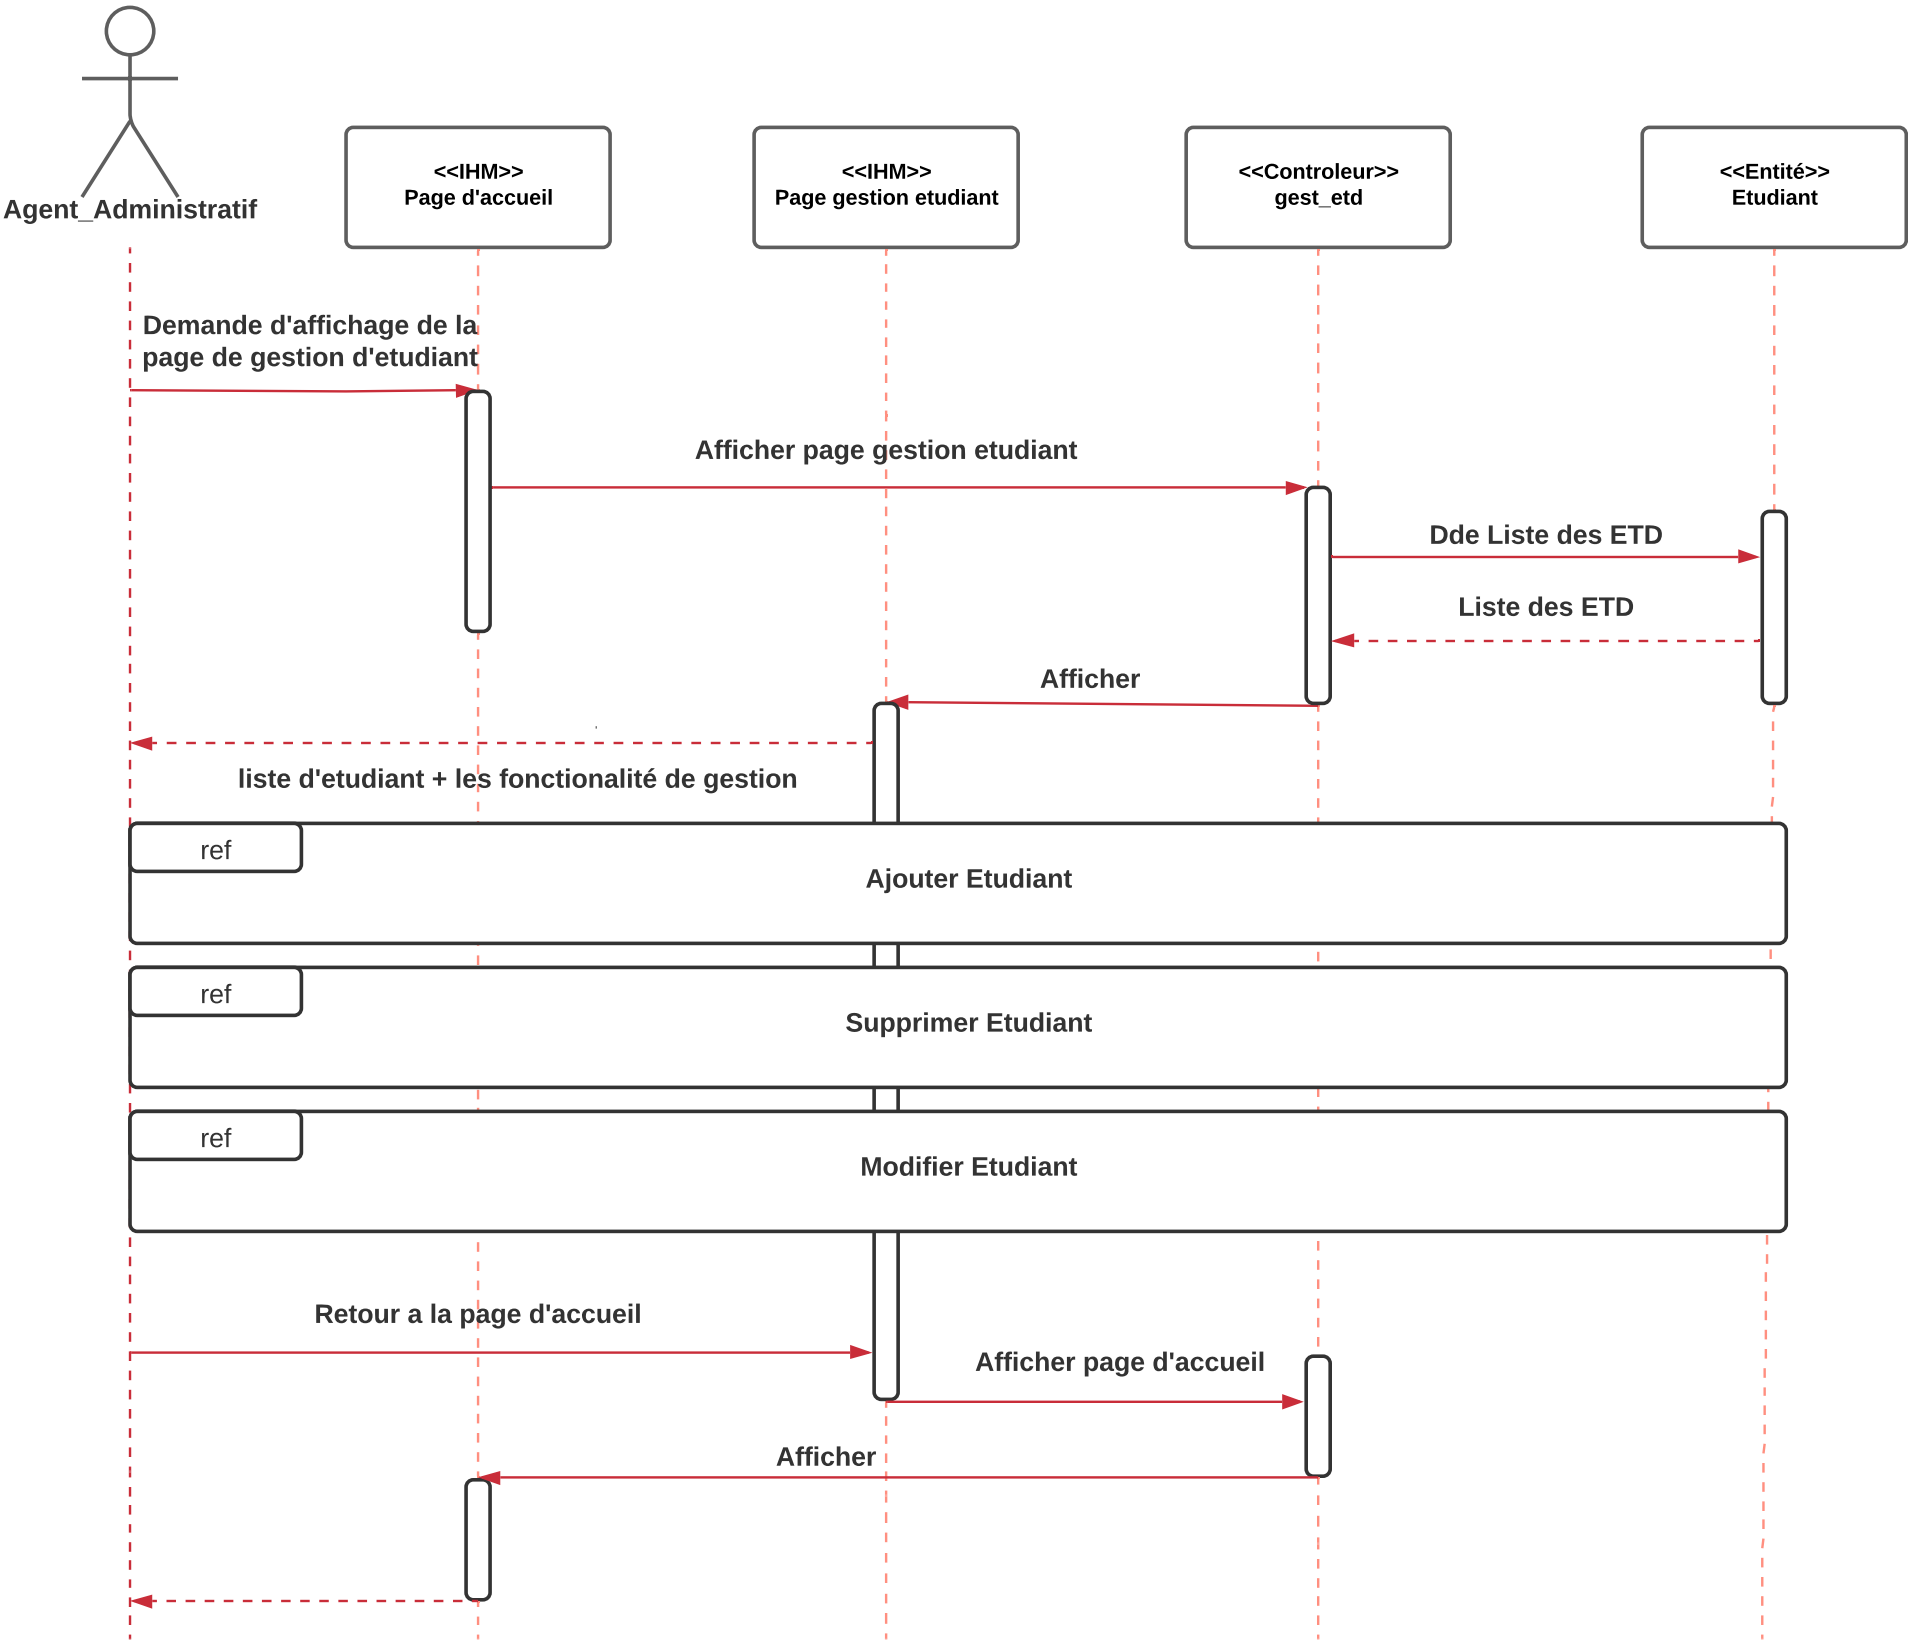 Agent_Administratif
<<IHM>>
Page d'accueil
<<IHM>>
Page gestion etudiant
<<Controleur>>
gest_etd
<<Entité>>
Etudiant
Demande d'affichage de la
page de gestion d'etudiant
Afficher page gestion etudiant
Dde Liste des ETD
Liste des ETD
Afficher
liste d'etudiant + les fonctionalité de gestion
ref
Ajouter Etudiant
ref
Supprimer Etudiant
ref
Modifier Etudiant
Retour a la page d'accueil
Afficher page d'accueil
Afficher